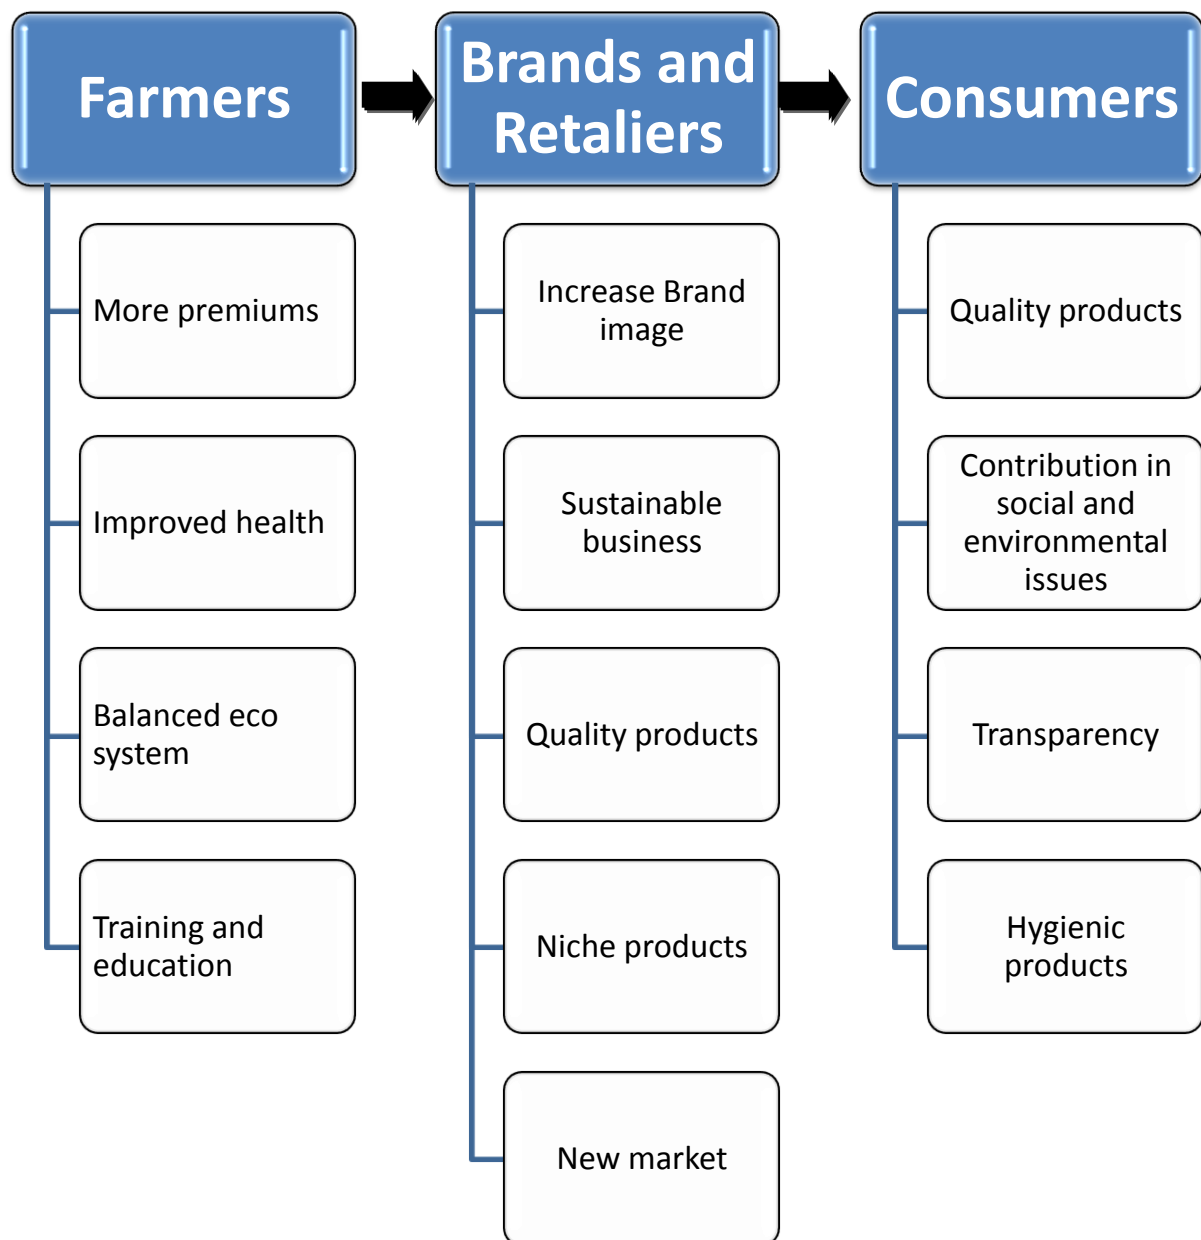 Farmers
More premiums
Improved health
Balanced eco
system
Training and
education
Brands and
Retaliers
Increase Brand
image
Sustainable
business
Quality products
Niche products
New market
Consumers
Quality products
Contribution in
social and
environmental
issues
Transparency
Hygienic
products